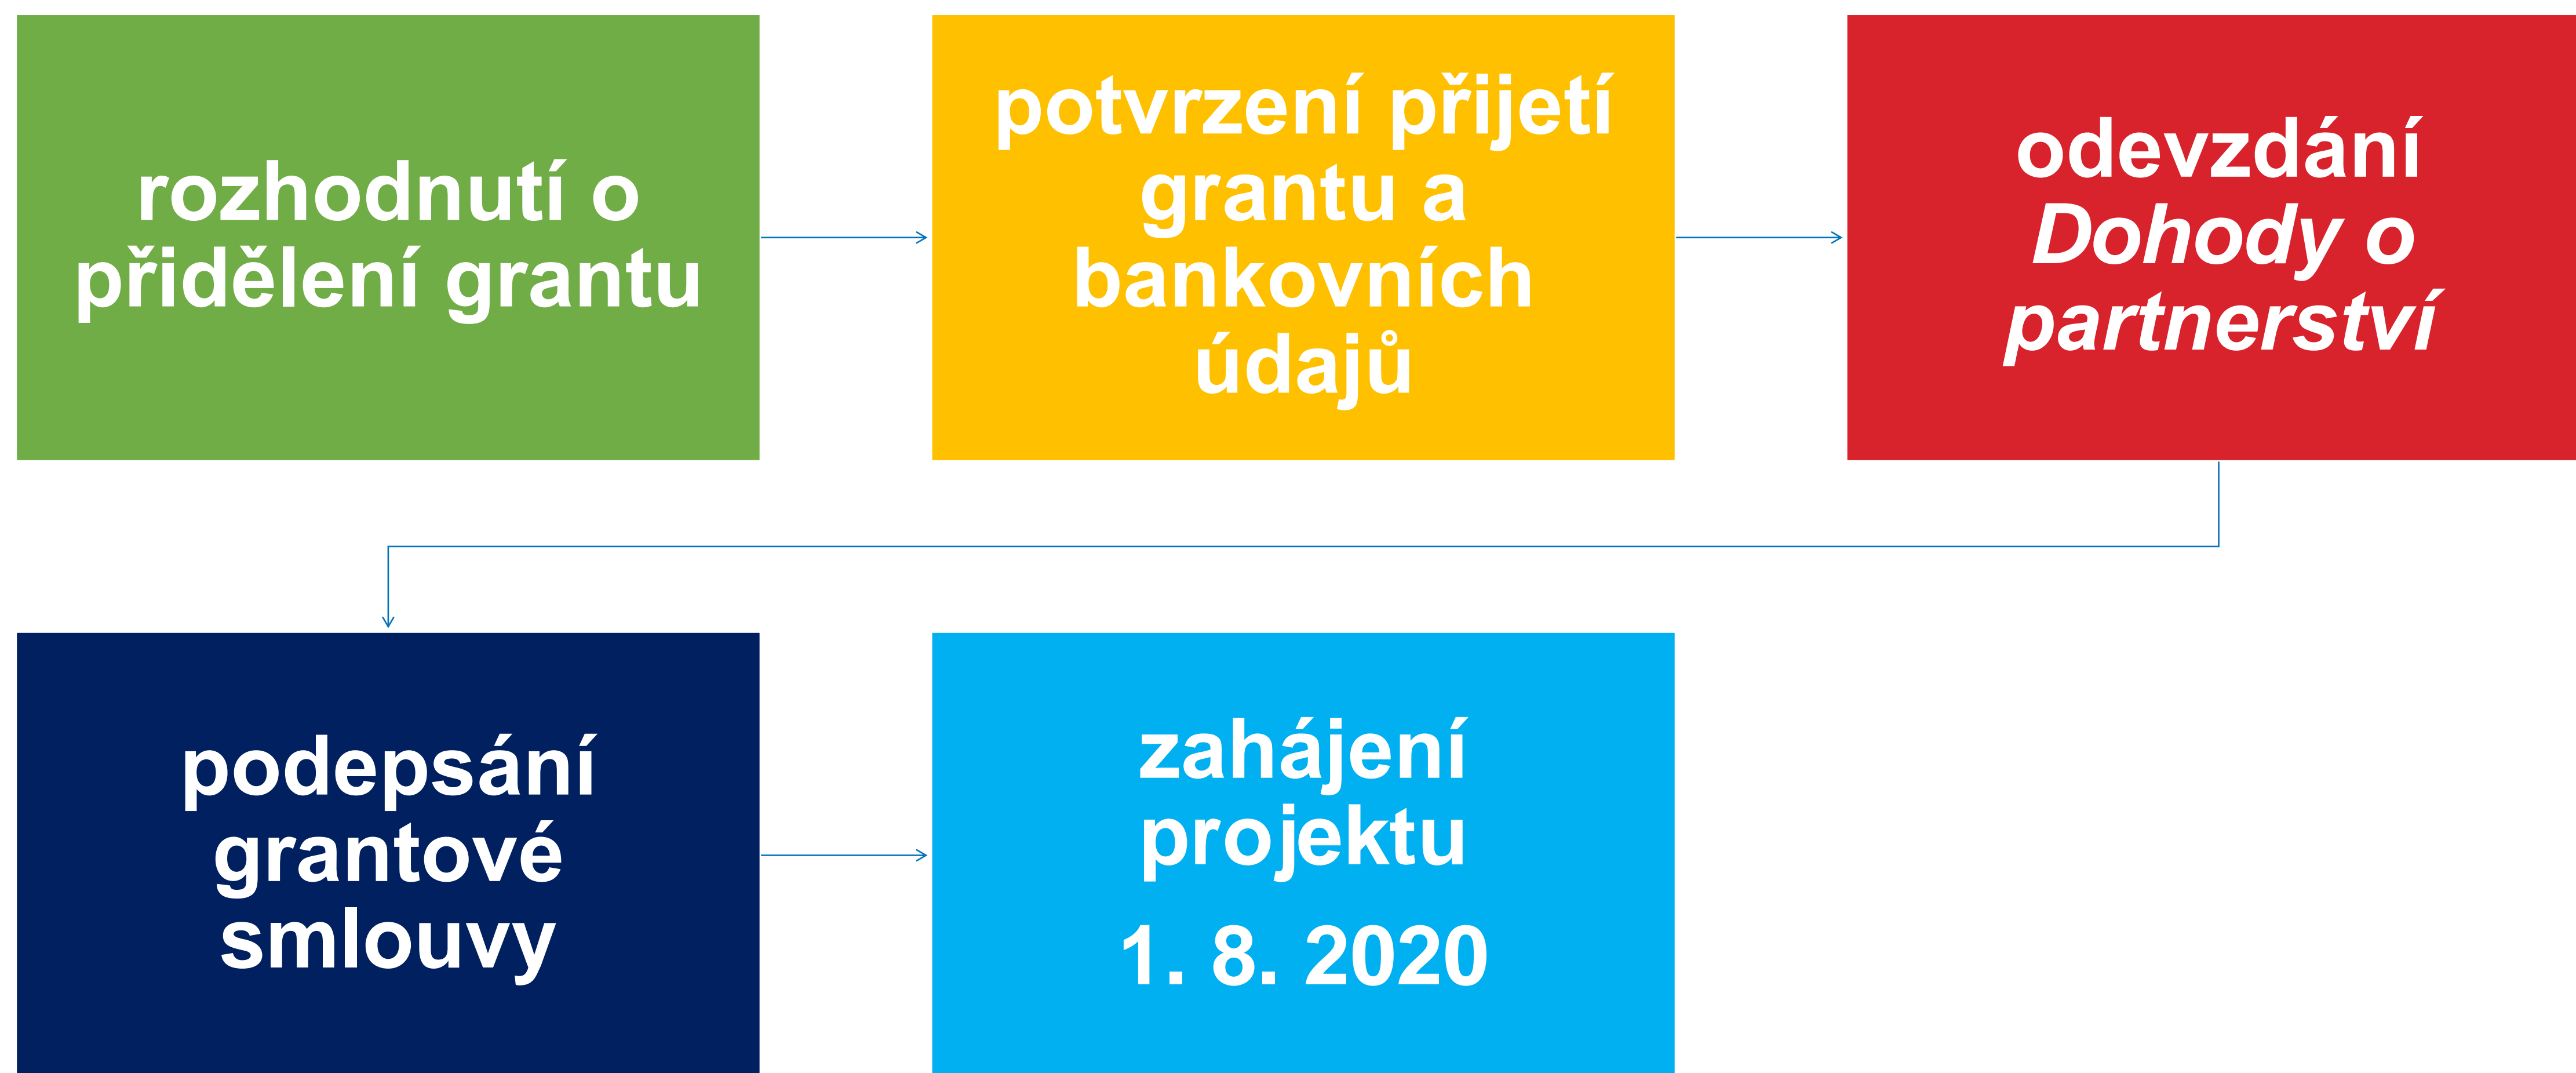 rozhodnutí o
přidělení grantu
potvrzení přijetí
grantu a
bankovních
údajů
odevzdání
Dohody o
partnerství
podepsání
grantové
smlouvy
zahájení
projektu
1. 8. 2020